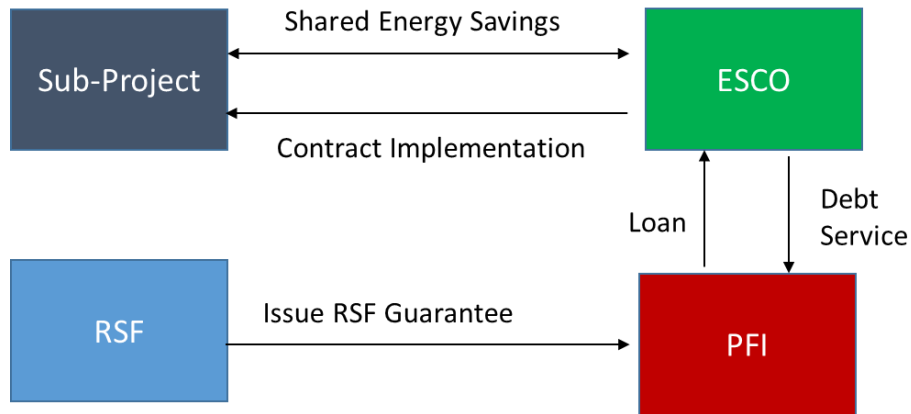 Shared Energy Savings
Sub-Project
ESCO
Contract Implementation
Loan
Debt
Service
RSF
Issue RSF Guarantee
PFI